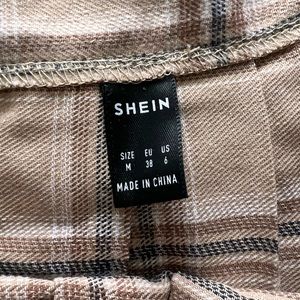 SHEIN
SIZE EU US
M 38 6
MADE IN CHINA